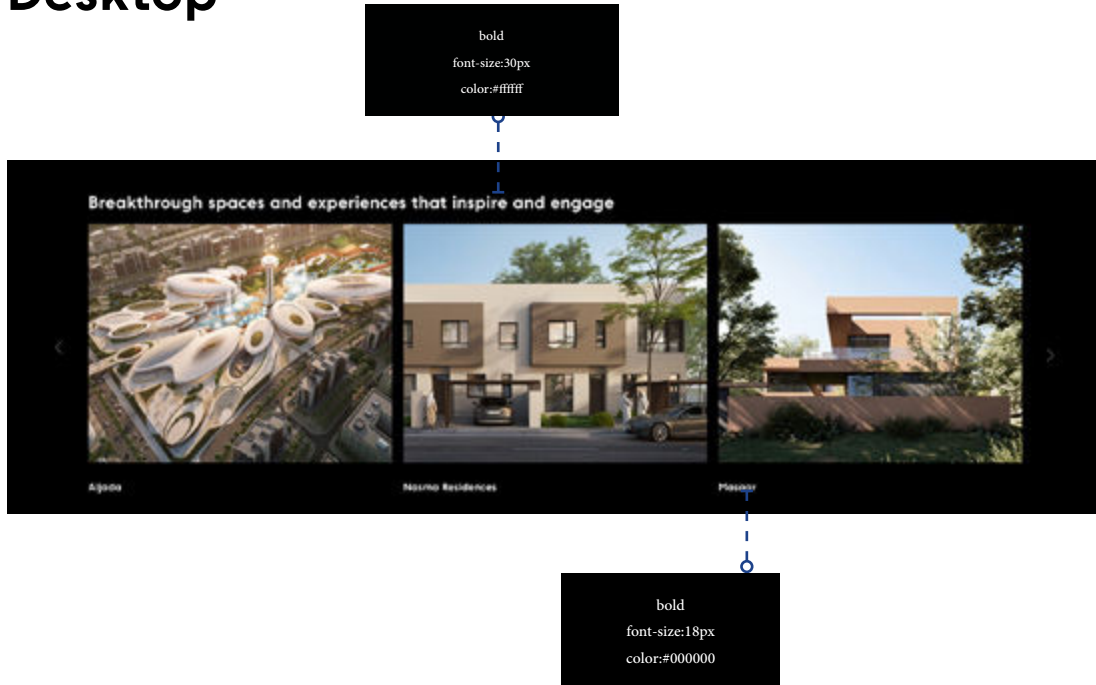 Desktop
bold
font-size:30px
color:#ffffff
Breakthrough spaces and experiences that inspire and engage
Aljada
Nasma Residences
Masaar
bold
font-size:18px
color:#000000